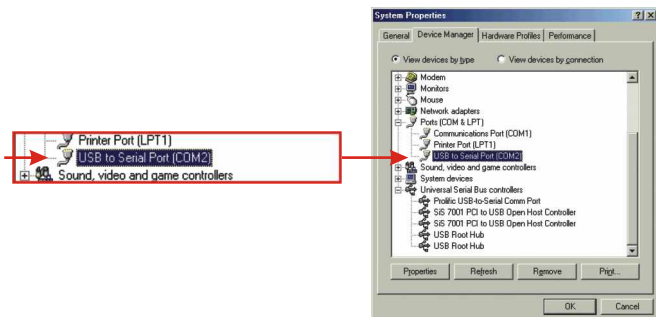 Printer Port (LPT1)
USB to Serial Port (COM2)
Sound, video and game controllers
System Properties
General Device Manager Hardware Profiles Performance
View devices by type View devices by connection
Modem
Monitors
Mouse
Network adapters
Ports (COM & LPT)
Communications Port (COM1)
Printer Port (LPT1)
USB to Serial Port (COM2)
Sound, video and game controllers
System devices
Universal Serial Bus controllers
Prolific USB-to-Serial Comm Port
SiS 7001 PCI to USB Open Host Controller
SiS 7001 PCI to USB Open Host Controller
USB Root Hub
USB Root Hub
Properties Refresh Remove Print...
OK Cancel